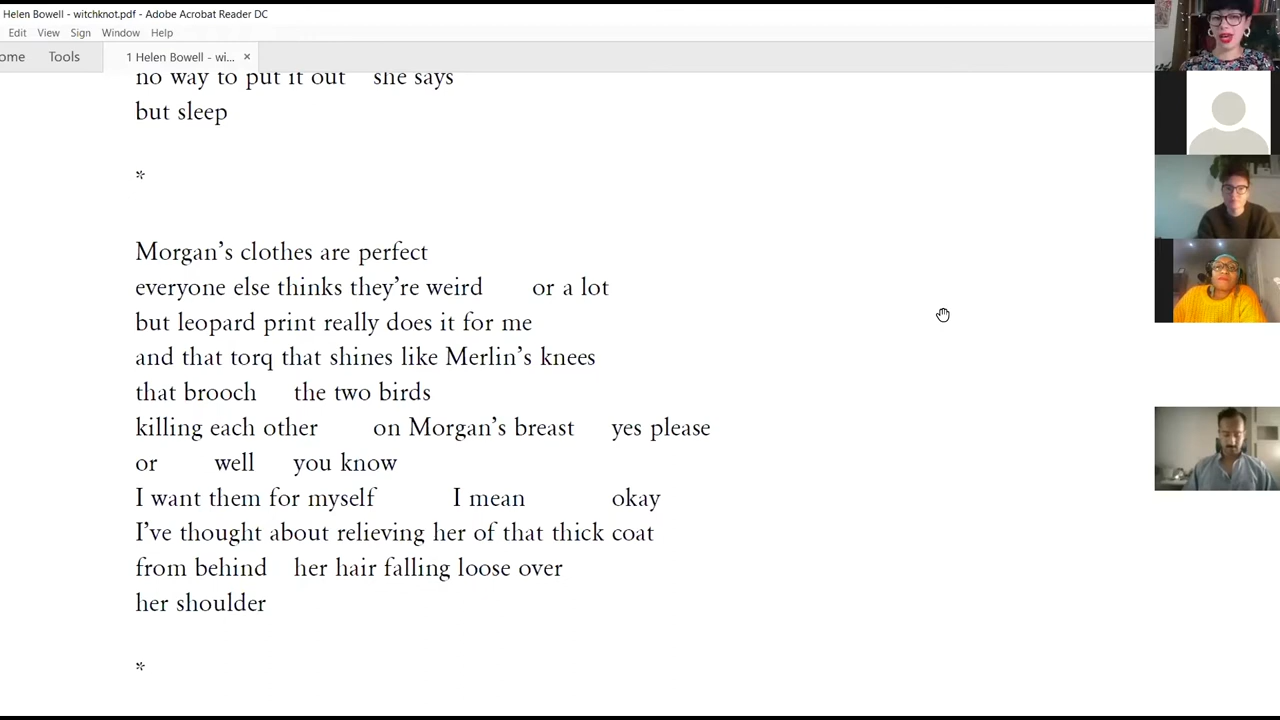 Helen Bowell - witchknot.pdf - Adobe Acrobat Reader DC
Edit View Sign Window Help
ome Tools 1 Helen Bowell - wi... ×
no way to put it out she says
but sleep
*
Morgan's clothes are perfect
everyone else thinks they're weird or a lot
but leopard print really does it for me
and that torq that shines like Merlin's knees
that brooch the two birds
killing each other on Morgan's breast yes please
or well you know
I want them for myself I mean okay
I've thought about relieving her of that thick coat
from behind her hair falling loose over
her shoulder
*